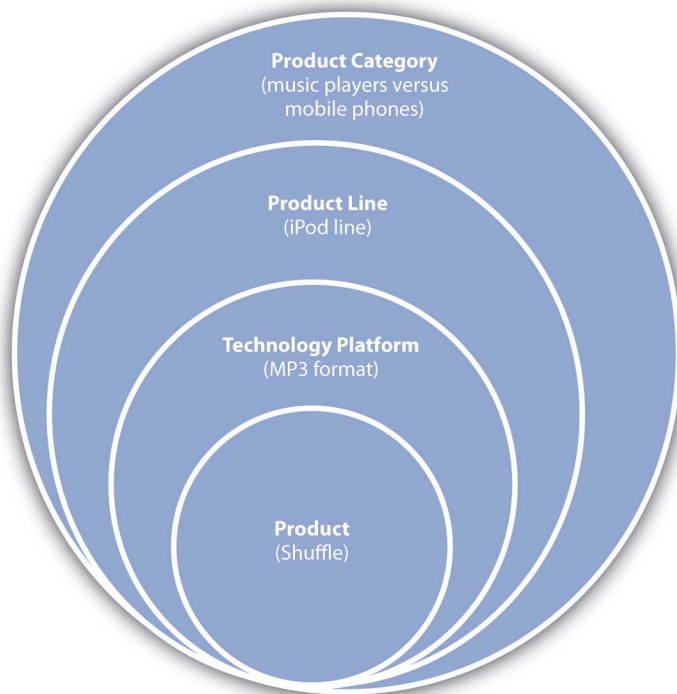 Product Category
(music players versus
mobile phones)
Product Line
(iPod line)
Technology Platform
(MP3 format)
Product
(Shuffle)